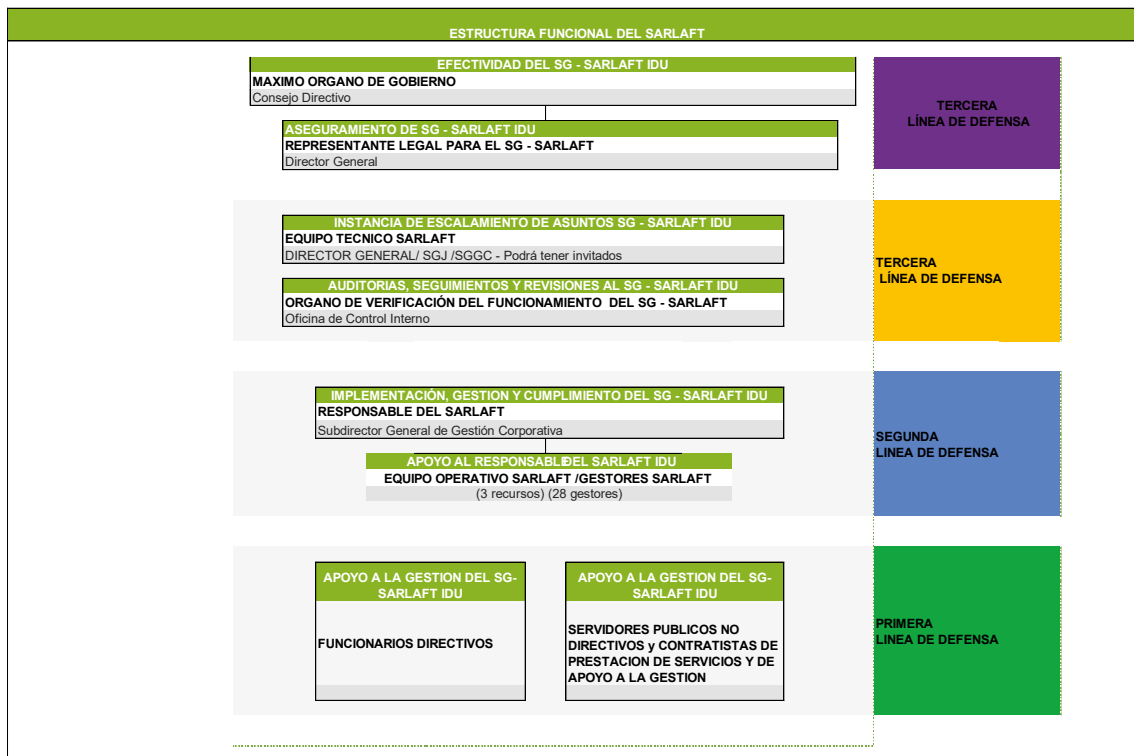 ESTRUCTURA FUNCIONAL DEL SARLAFT
EFECTIVIDAD DEL SG - SARLAFT IDU
MAXIMO ORGANO DE GOBIERNO
Consejo Directivo
TERCERA
LÍNEA DE DEFENSA
ASEGURAMIENTO DE SG - SARLAFT IDU
REPRESENTANTE LEGAL PARA EL SG - SARLAFT
Director General
INSTANCIA DE ESCALAMIENTO DE ASUNTOS SG - SARLAFT IDU
EQUIPO TECNICO SARLAFT
DIRECTOR GENERAL/ SGJ /SGGC - Podrá tener invitados
TERCERA
LÍNEA DE DEFENSA
AUDITORIAS, SEGUIMIENTOS Y REVISIONES AL SG - SARLAFT IDU
ORGANO DE VERIFICACIÓN DEL FUNCIONAMIENTO DEL SG - SARLAFT
Oficina de Control Interno
IMPLEMENTACIÓN, GESTION Y CUMPLIMIENTO DEL SG - SARLAFT IDU
RESPONSABLE DEL SARLAFT
Subdirector General de Gestión Corporativa
SEGUNDA
LINEA DE DEFENSA
APOYO AL RESPONSABLE DEL SARLAFT IDU
EQUIPO OPERATIVO SARLAFT /GESTORES SARLAFT
(3 recursos) (28 gestores)
APOYO A LA GESTION DEL SG-
SARLAFT IDU
FUNCIONARIOS DIRECTIVOS
APOYO A LA GESTION DEL SG-
SARLAFT IDU
SERVIDORES PUBLICOS NO
DIRECTIVOS y CONTRATISTAS DE
PRESTACION DE SERVICIOS Y DE
APOYO A LA GESTION
PRIMERA
LINEA DE DEFENSA